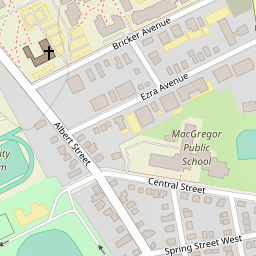 Bricker Avenue
Ezra Avenue
Albert Street
MacGregor
Public
School
Central Street
Spring Street West